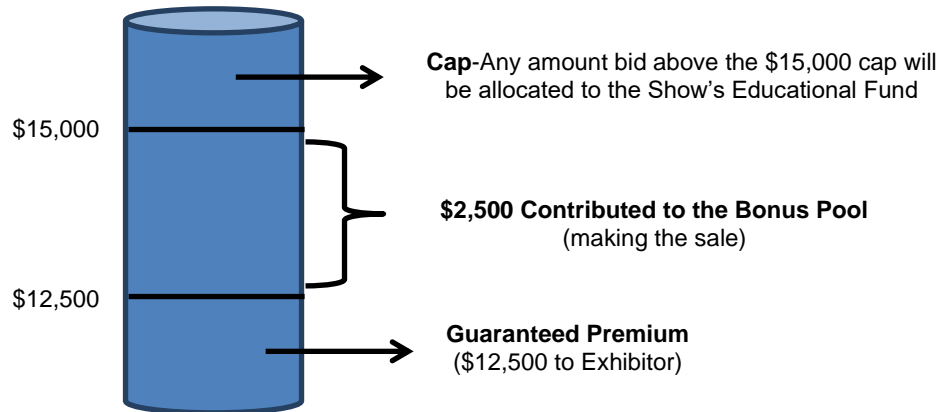 Cap-Any amount bid above the $15,000 cap will
be allocated to the Show’s Educational Fund
$15,000
$2,500 Contributed to the Bonus Pool
(making the sale)
$12,500
Guaranteed Premium
($12,500 to Exhibitor)